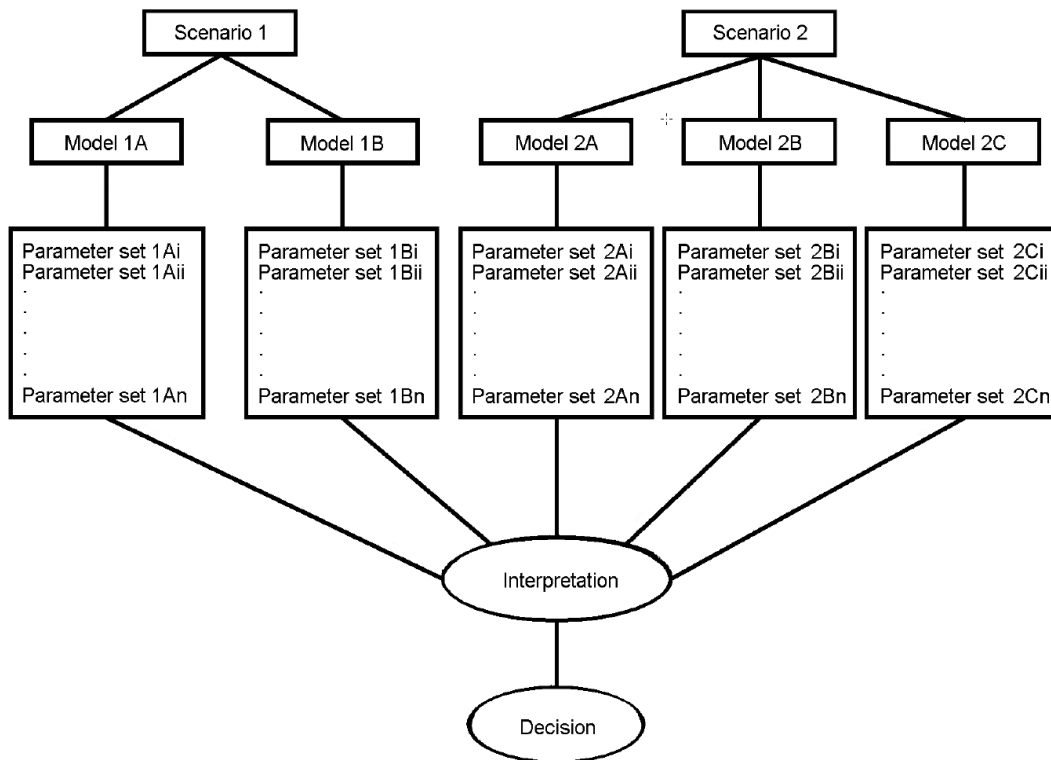 Scenario 1
Scenario 2
Model 1A
Model 1B
Model 2A
Model 2B
Model 2C
Parameter set 1Ai
Parameter set 1Aii
.
.
.
.
.
Parameter set 1An
Parameter set 1Bi
Parameter set 1Bii
.
.
.
.
.
Parameter set 1Bn
Parameter set 2Ai
Parameter set 2Aii
.
.
.
.
.
Parameter set 2An
Parameter set 2Bi
Parameter set 2Bii
.
.
.
.
.
Parameter set 2Bn
Parameter set 2Ci
Parameter set 2Cii
.
.
.
.
.
Parameter set 2Cn
Interpretation
Decision